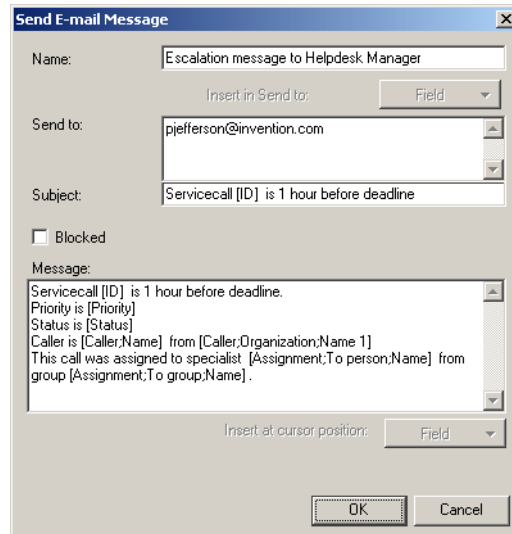 Send E-mail Message
Name: Escalation message to Helpdesk Manager
Insert in Send to: Field
Send to: pjefferson@invention.com
Subject: Servicecall [ID]  is 1 hour before deadline
Blocked
Message:
Servicecall [ID]  is 1 hour before deadline.
Priority is [Priority]
Status is [Status]
Caller is [Caller;Name]  from [Caller;Organization;Name 1]
This call was assigned to specialist  [Assignment;To person;Name]  from
group [Assignment;To group;Name] .
Insert at cursor position: Field
OK Cancel